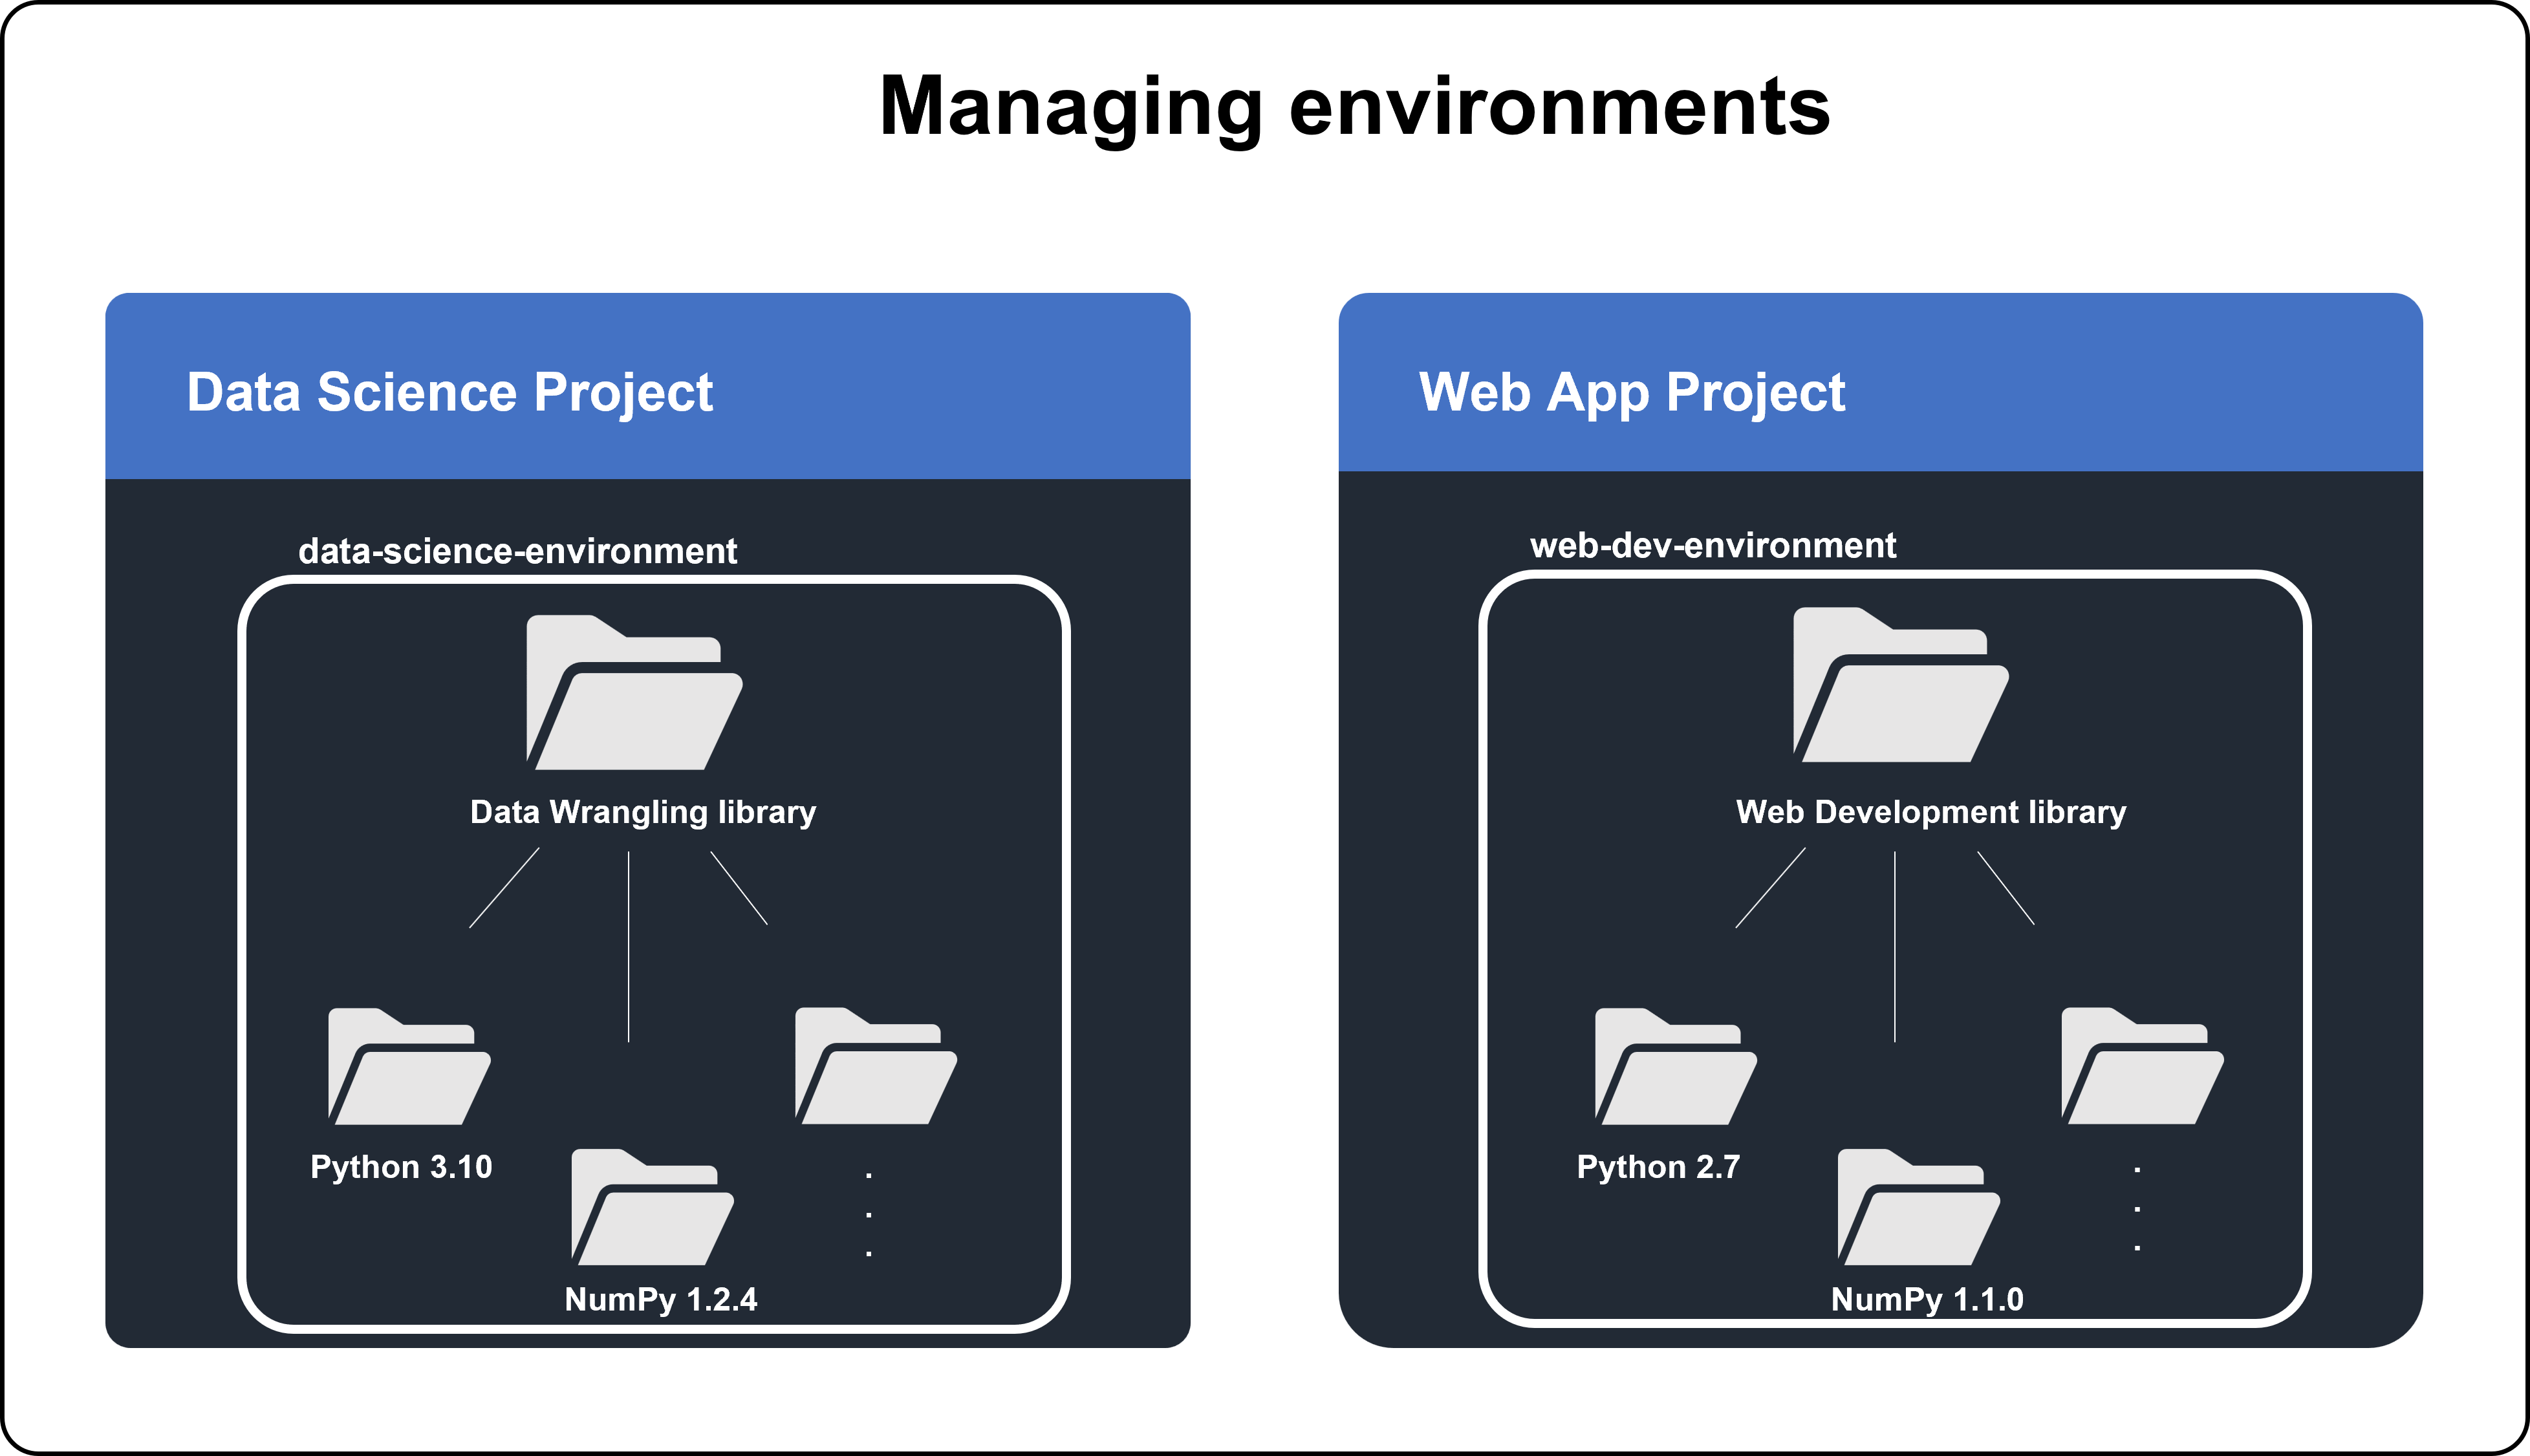 Managing environments
Data Science Project
data-science-environment
Data Wrangling library
Python 3.10
NumPy 1.2.4
.
.
.
Web App Project
web-dev-environment
Web Development library
Python 2.7
NumPy 1.1.0
.
.
.